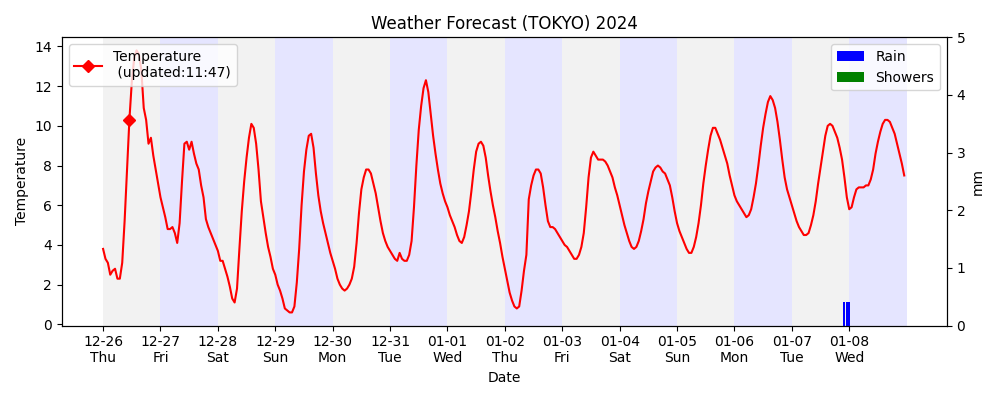 Weather Forecast (TOKYO) 2024
Temperature
(updated:11:47)
Rain
Showers
Temperature
14
12
10
8
6
4
2
0
5
4
3
2
1
0
mm
12-26 12-27 12-28 12-29 12-30 12-31 01-01 01-02 01-03 01-04 01-05 01-06 01-07 01-08
Thu Fri Sat Sun Mon Tue Wed Thu Fri Sat Sun Mon Tue Wed
Date